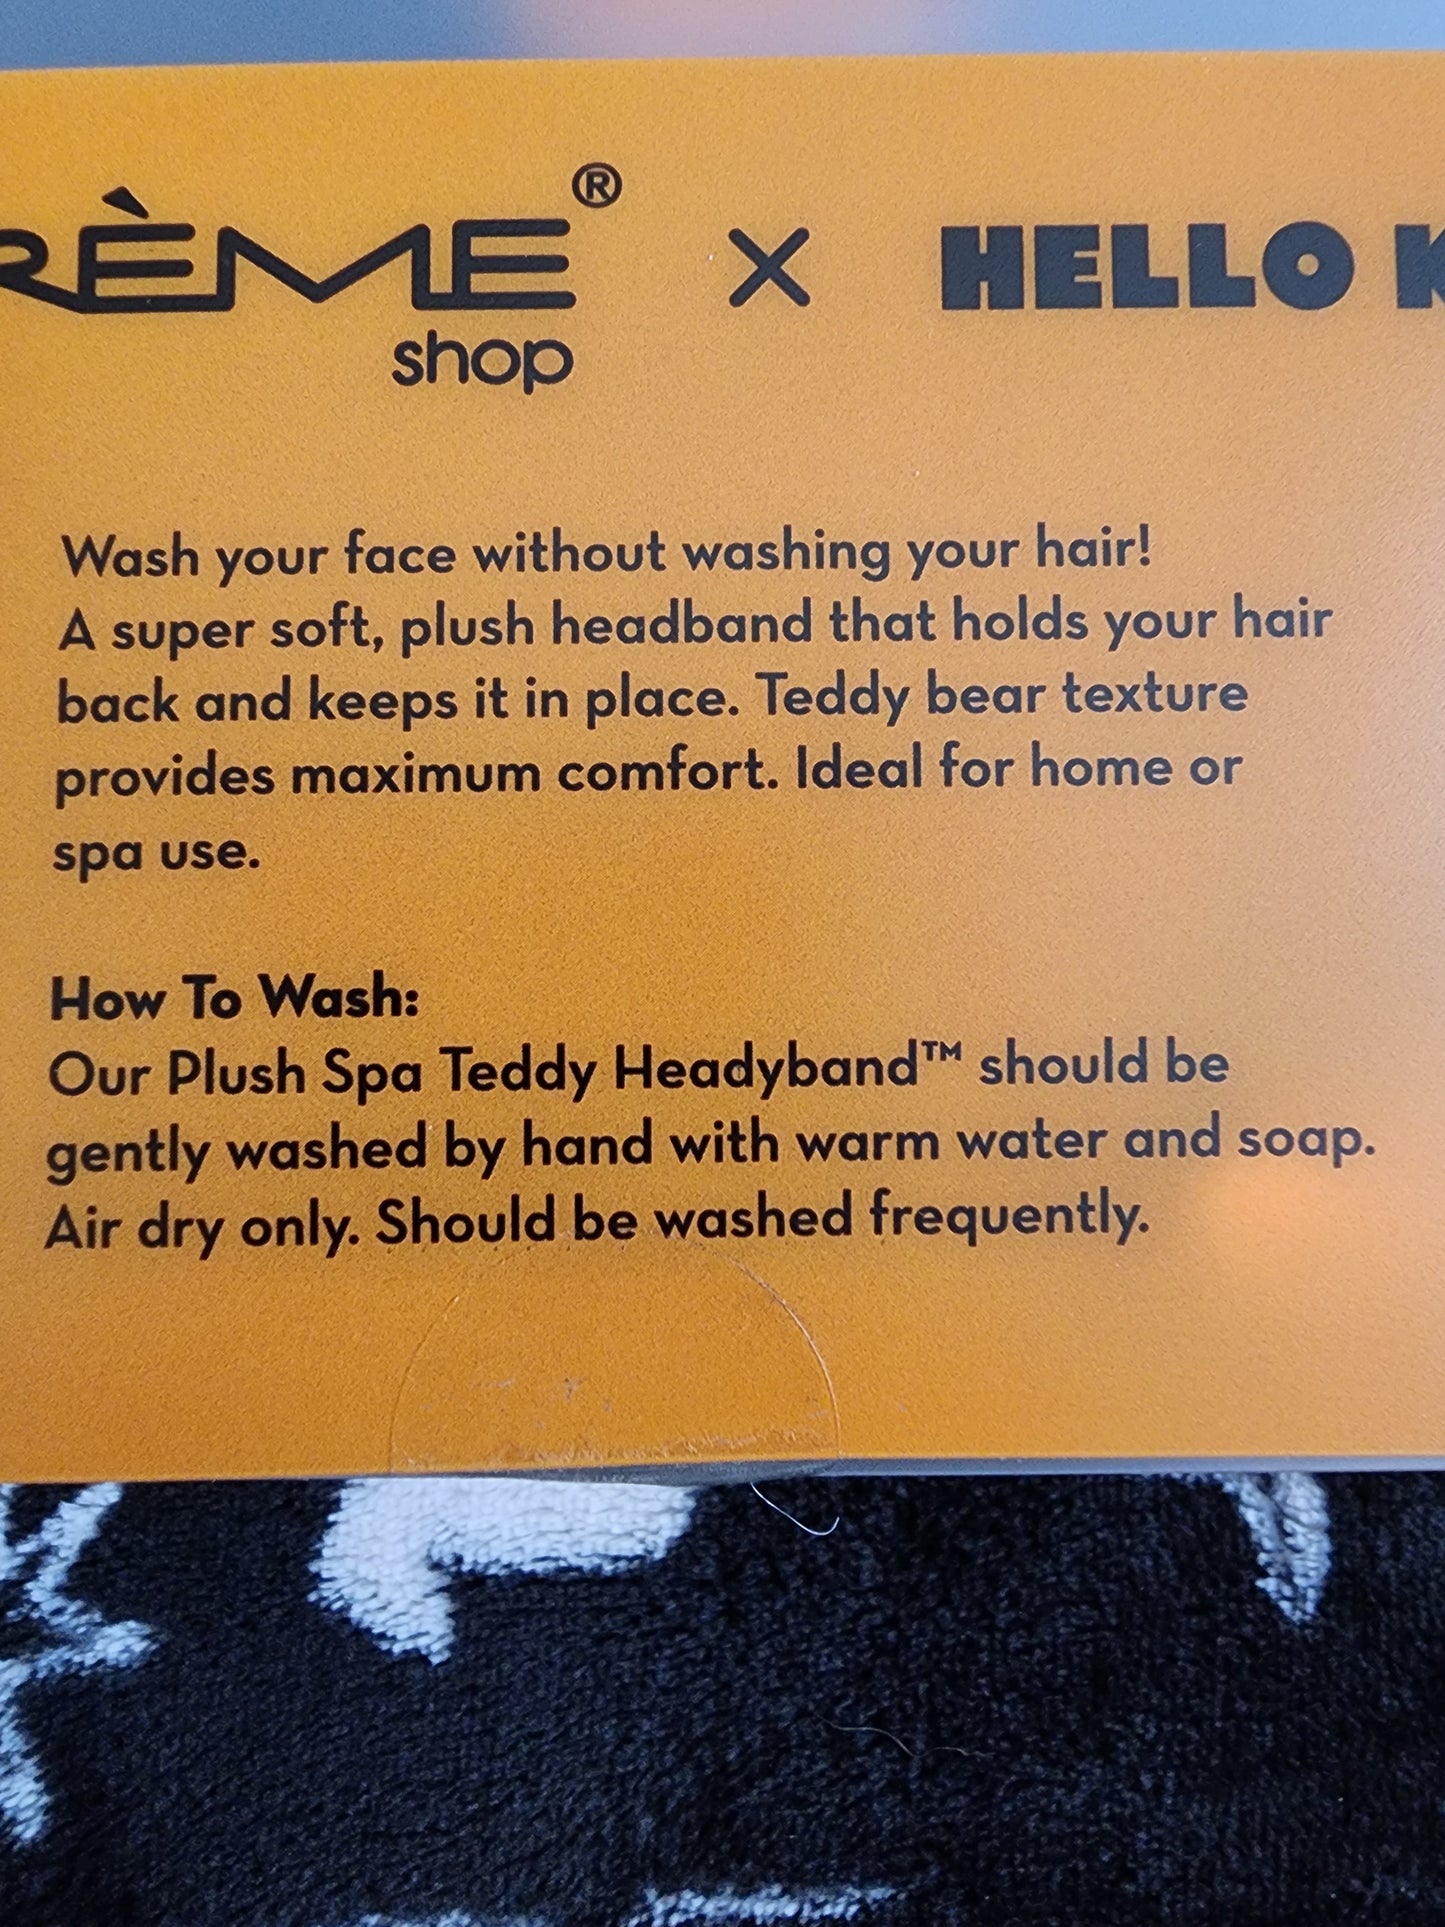 RÈME® × HELLO K
shop
Wash your face without washing your hair!
A super soft, plush headband that holds your hair
back and keeps it in place. Teddy bear texture
provides maximum comfort. Ideal for home or
spa use.
How To Wash:
Our Plush Spa Teddy Headyband™ should be
gently washed by hand with warm water and soap.
Air dry only. Should be washed frequently.